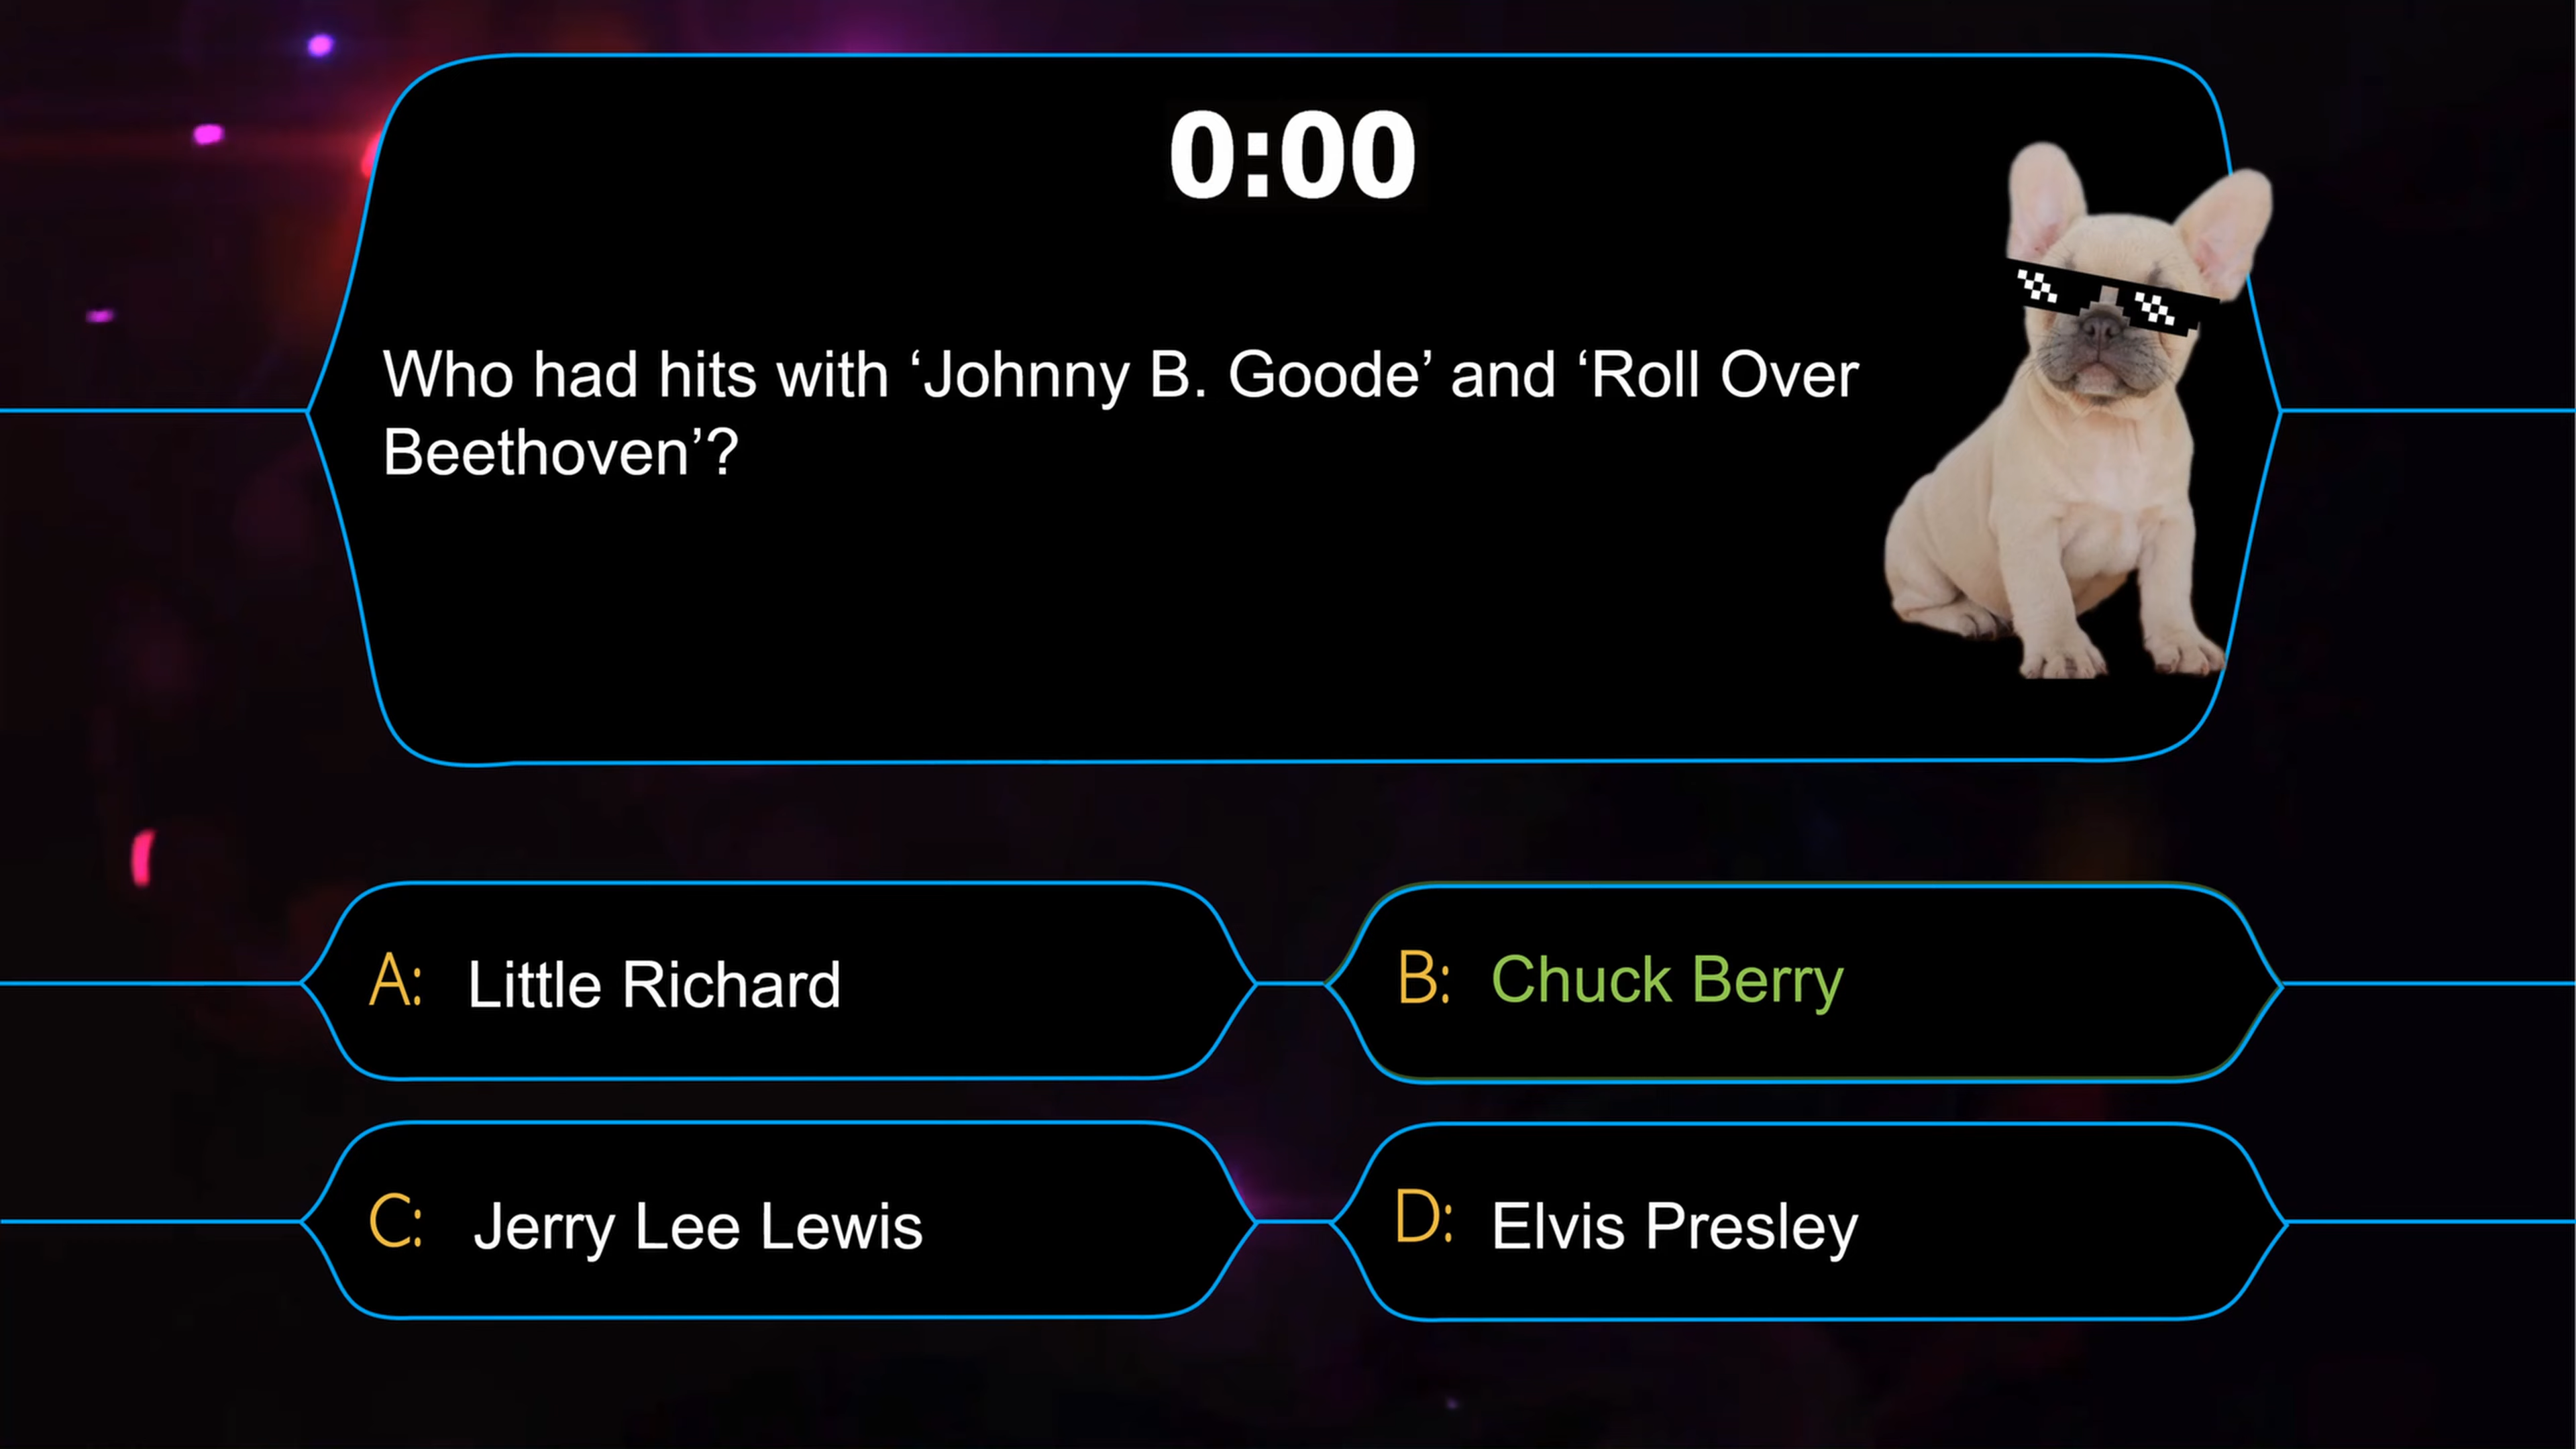 0:00
Who had hits with ‘Johnny B. Goode’ and ‘Roll Over
Beethoven’?
A: Little Richard
B: Chuck Berry
C: Jerry Lee Lewis
D: Elvis Presley